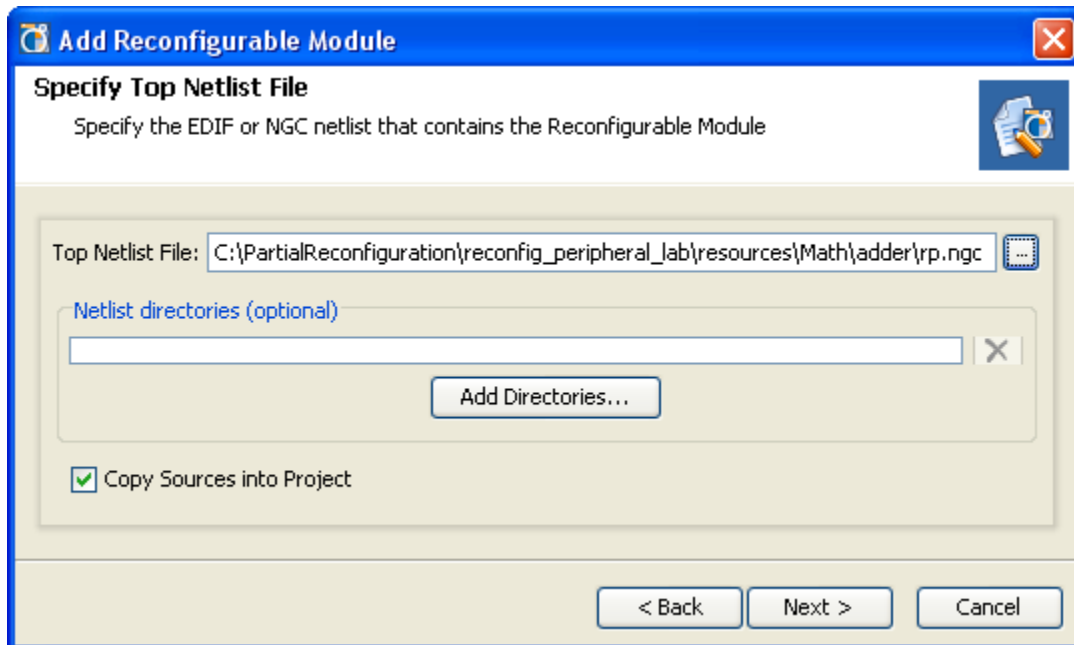 Add Reconfigurable Module
Specify Top Netlist File
Specify the EDIF or NGC netlist that contains the Reconfigurable Module
Top Netlist File: C:\PartialReconfiguration\reconfig_peripheral_lab\resources\Math\adder\rp.ngc ...
Netlist directories (optional)
Add Directories...
Copy Sources into Project
< Back Next > Cancel